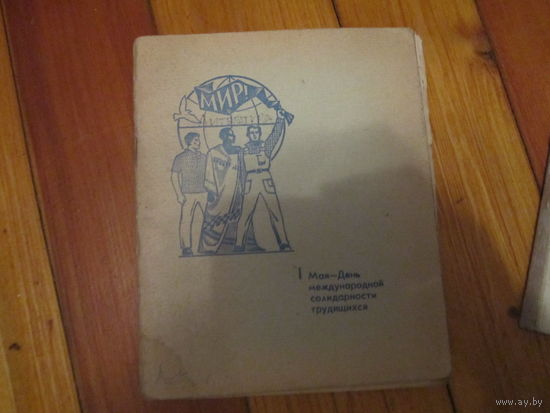 МИР!
1 Мая—День
международной
солидарности
трудящихся
www.ay.by